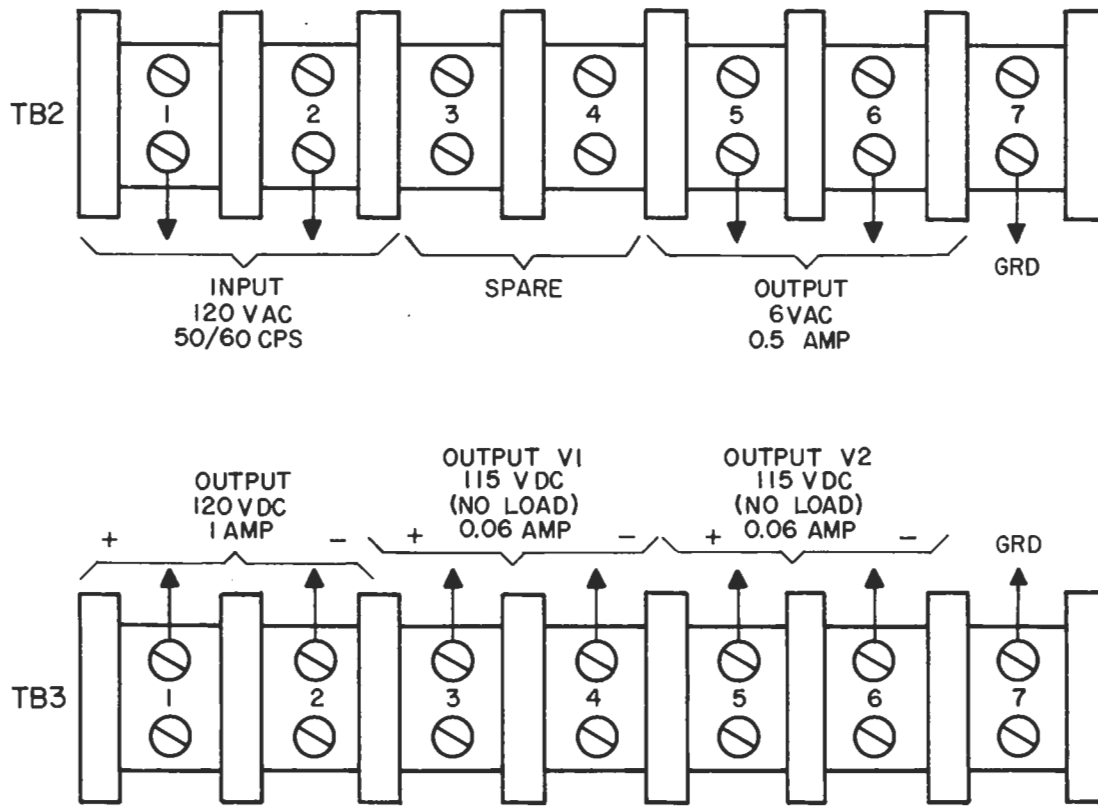 TB2
1 2 3 4 5 6 7
INPUT
120 VAC
50/60 CPS
SPARE
OUTPUT
6VAC
0.5 AMP
GRD
OUTPUT
120 VDC
1 AMP
+ -
OUTPUT V1
115 VDC
(NO LOAD)
0.06 AMP
+ -
OUTPUT V2
115 VDC
(NO LOAD)
0.06 AMP
+ -
GRD
TB3
1 2 3 4 5 6 7